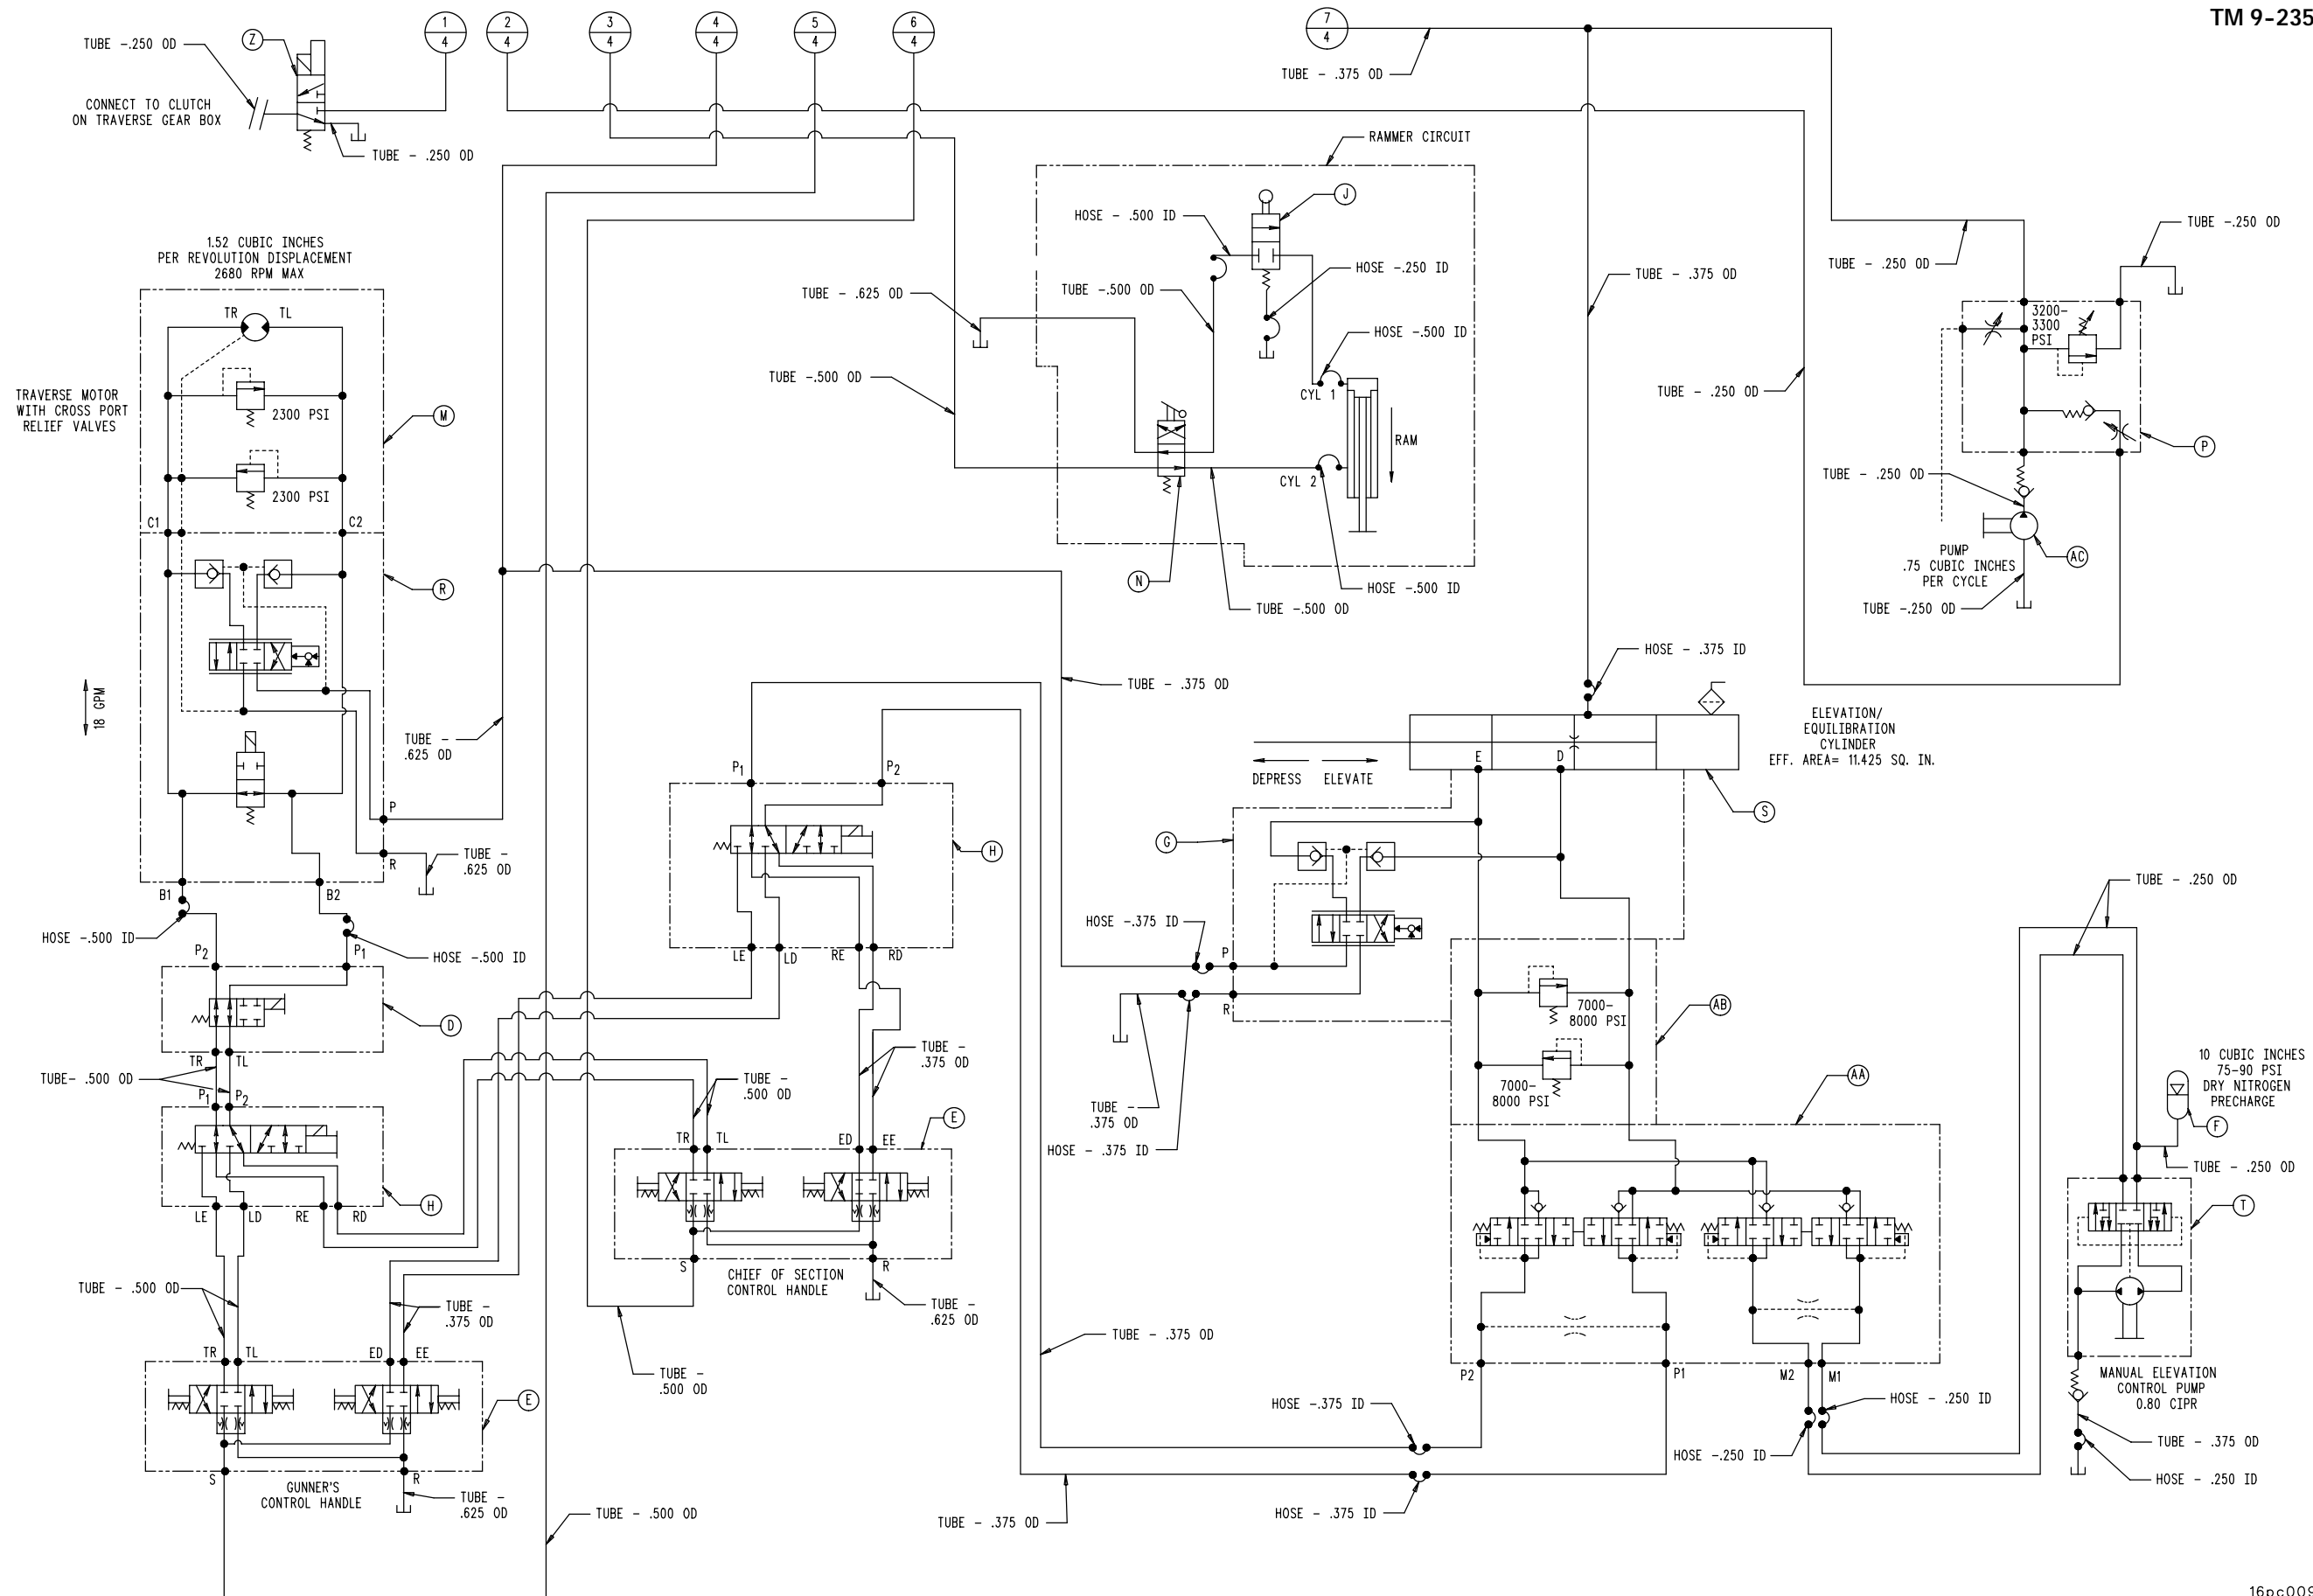 TM 9-235
TUBE -.250 OD
Z
1
4
2
4
3
4
4
4
5
4
6
4
7
4
TUBE - .375 OD
CONNECT TO CLUTCH
ON TRAVERSE GEAR BOX
TUBE - .250 OD
RAMMER CIRCUIT
J
HOSE - .500 ID
HOSE -.250 ID
TUBE -.500 OD
TUBE - .625 OD
HOSE -.500 ID
TUBE -.500 OD
CYL 1
RAM
CYL 2
N
HOSE -.500 ID
TUBE -.500 OD
TUBE - .375 OD
TUBE -.250 OD
TUBE - .250 OD
3200-
3300
PSI
TUBE - .250 OD
P
TUBE - .250 OD
PUMP
.75 CUBIC INCHES
PER CYCLE
AC
TUBE -.250 OD
1.52 CUBIC INCHES
PER REVOLUTION DISPLACEMENT
2680 RPM MAX
TR
TL
TRAVERSE MOTOR
WITH CROSS PORT
RELIEF VALVES
2300 PSI
M
2300 PSI
C1
C2
R
18 GPM
TUBE -
.625 OD
P
R
TUBE -
.625 OD
B1
B2
HOSE -.500 ID
HOSE -.500 ID
P2
P1
D
TR
TL
TUBE- .500 OD
P1
P2
H
LE
LD
RE
RD
TUBE - .500 OD
TUBE -
.375 OD
TR
TL
ED
EE
E
S
R
GUNNER'S
CONTROL HANDLE
TUBE -
.625 OD
TUBE - .500 OD
P1
P2
H
LE
LD
RE
RD
TUBE -
.375 OD
TUBE -
.500 OD
TR
TL
ED
EE
E
S
R
CHIEF OF SECTION
CONTROL HANDLE
TUBE -
.625 OD
TUBE -
.500 OD
TUBE - .375 OD
HOSE - .375 ID
ELEVATION/
EQUILIBRATION
CYLINDER
EFF. AREA= 11.425 SQ. IN.
DEPRESS
ELEVATE
E
D
S
G
HOSE -.375 ID
P
R
TUBE -
.375 OD
HOSE - .375 ID
7000-
8000 PSI
AB
7000-
8000 PSI
AA
P2
P1
M2
M1
TUBE - .375 OD
HOSE -.375 ID
HOSE - .375 ID
TUBE - .375 OD
HOSE - .250 ID
HOSE -.250 ID
TUBE - .250 OD
10 CUBIC INCHES
75-90 PSI
DRY NITROGEN
PRECHARGE
F
TUBE - .250 OD
T
MANUAL ELEVATION
CONTROL PUMP
0.80 CIPR
TUBE - .375 OD
HOSE - .250 ID
16pc009